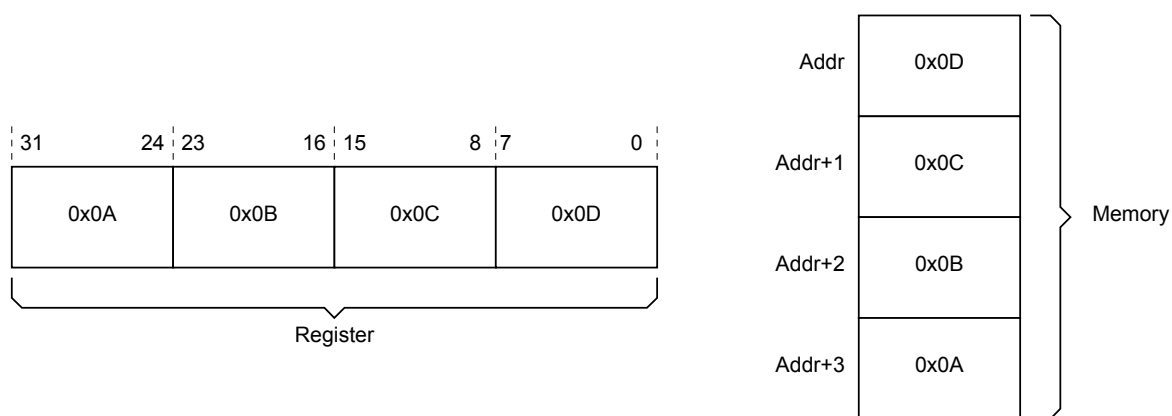 31 24 23 16 15 8 7 0
0x0A 0x0B 0x0C 0x0D
Register
Addr 0x0D
Addr+1 0x0C
Addr+2 0x0B
Addr+3 0x0A
Memory